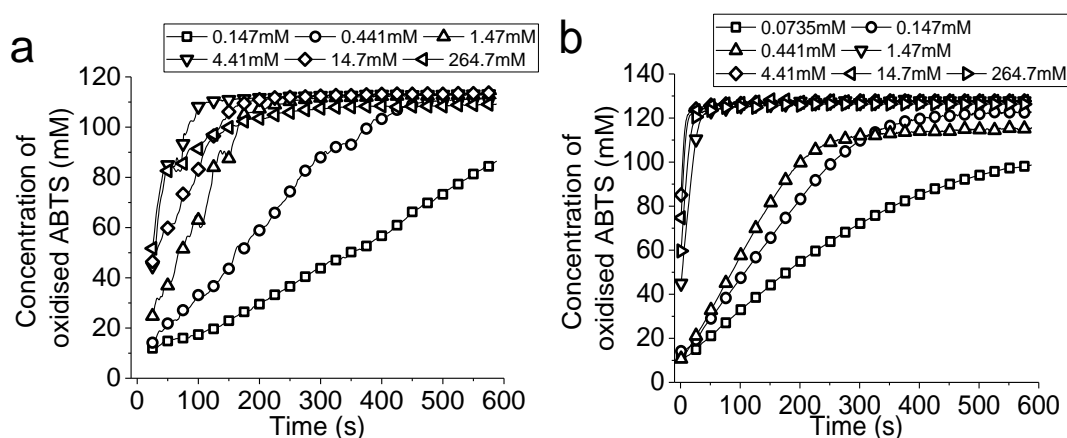 a
0.147mM 0.441mM 1.47mM
4.41mM 14.7mM 264.7mM
120
100
80
60
40
20
0
Concentration of
oxidised ABTS (mM)
0 100 200 300 400 500 600
Time (s)
b
0.0735mM 0.147mM
0.441mM 1.47mM
4.41mM 14.7mM 264.7mM
140
120
100
80
60
40
20
0
Concentration of
oxidised ABTS (mM)
0 100 200 300 400 500 600
Time (s)